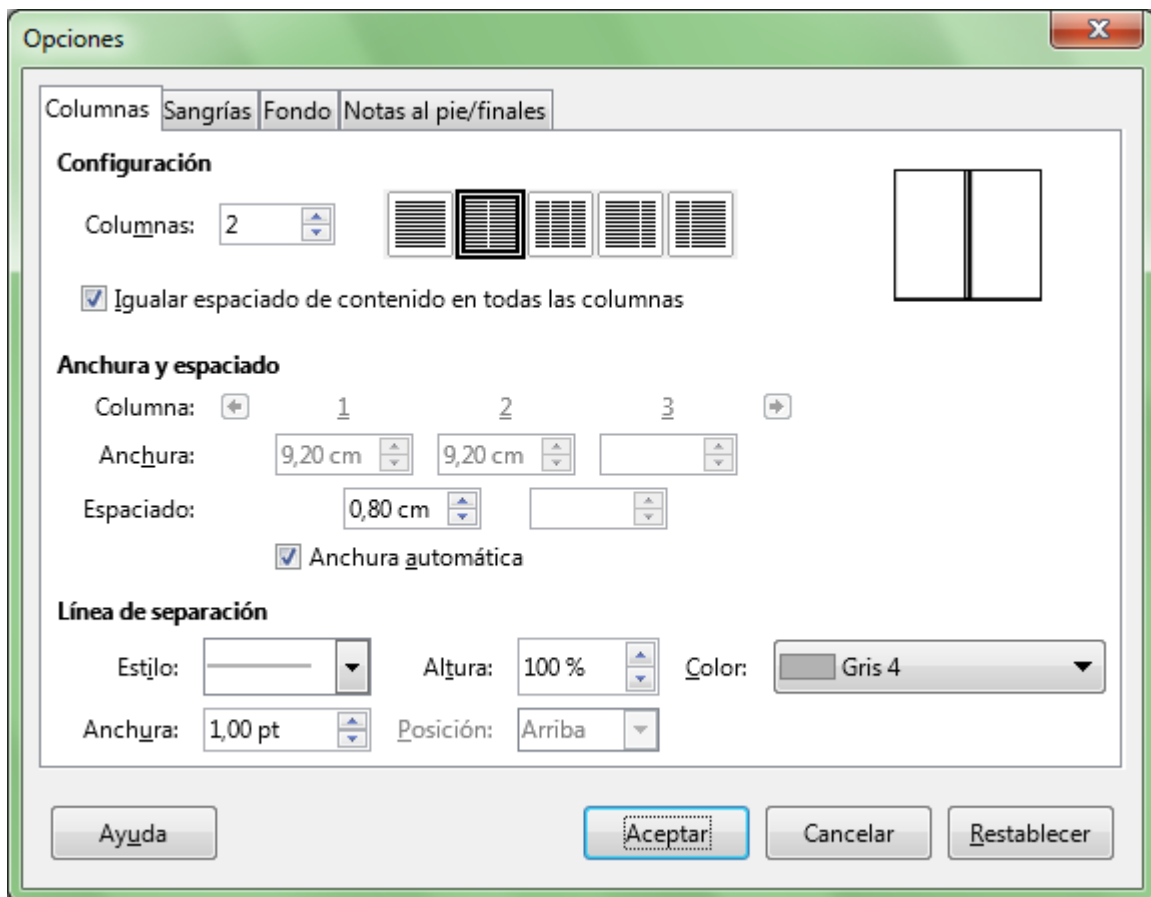 Opciones
Columnas Sangrías Fondo Notas al pie/finales
Configuración
Columnas: 2
Igualar espaciado de contenido en todas las columnas
Anchura y espaciado
Columna: 1 2 3
Anchura: 9,20 cm 9,20 cm
Espaciado: 0,80 cm
Anchura automática
Línea de separación
Estilo: Altura: 100 % Color: Gris 4
Anchura: 1,00 pt Posición: Arriba
Ayuda Aceptar Cancelar Restablecer